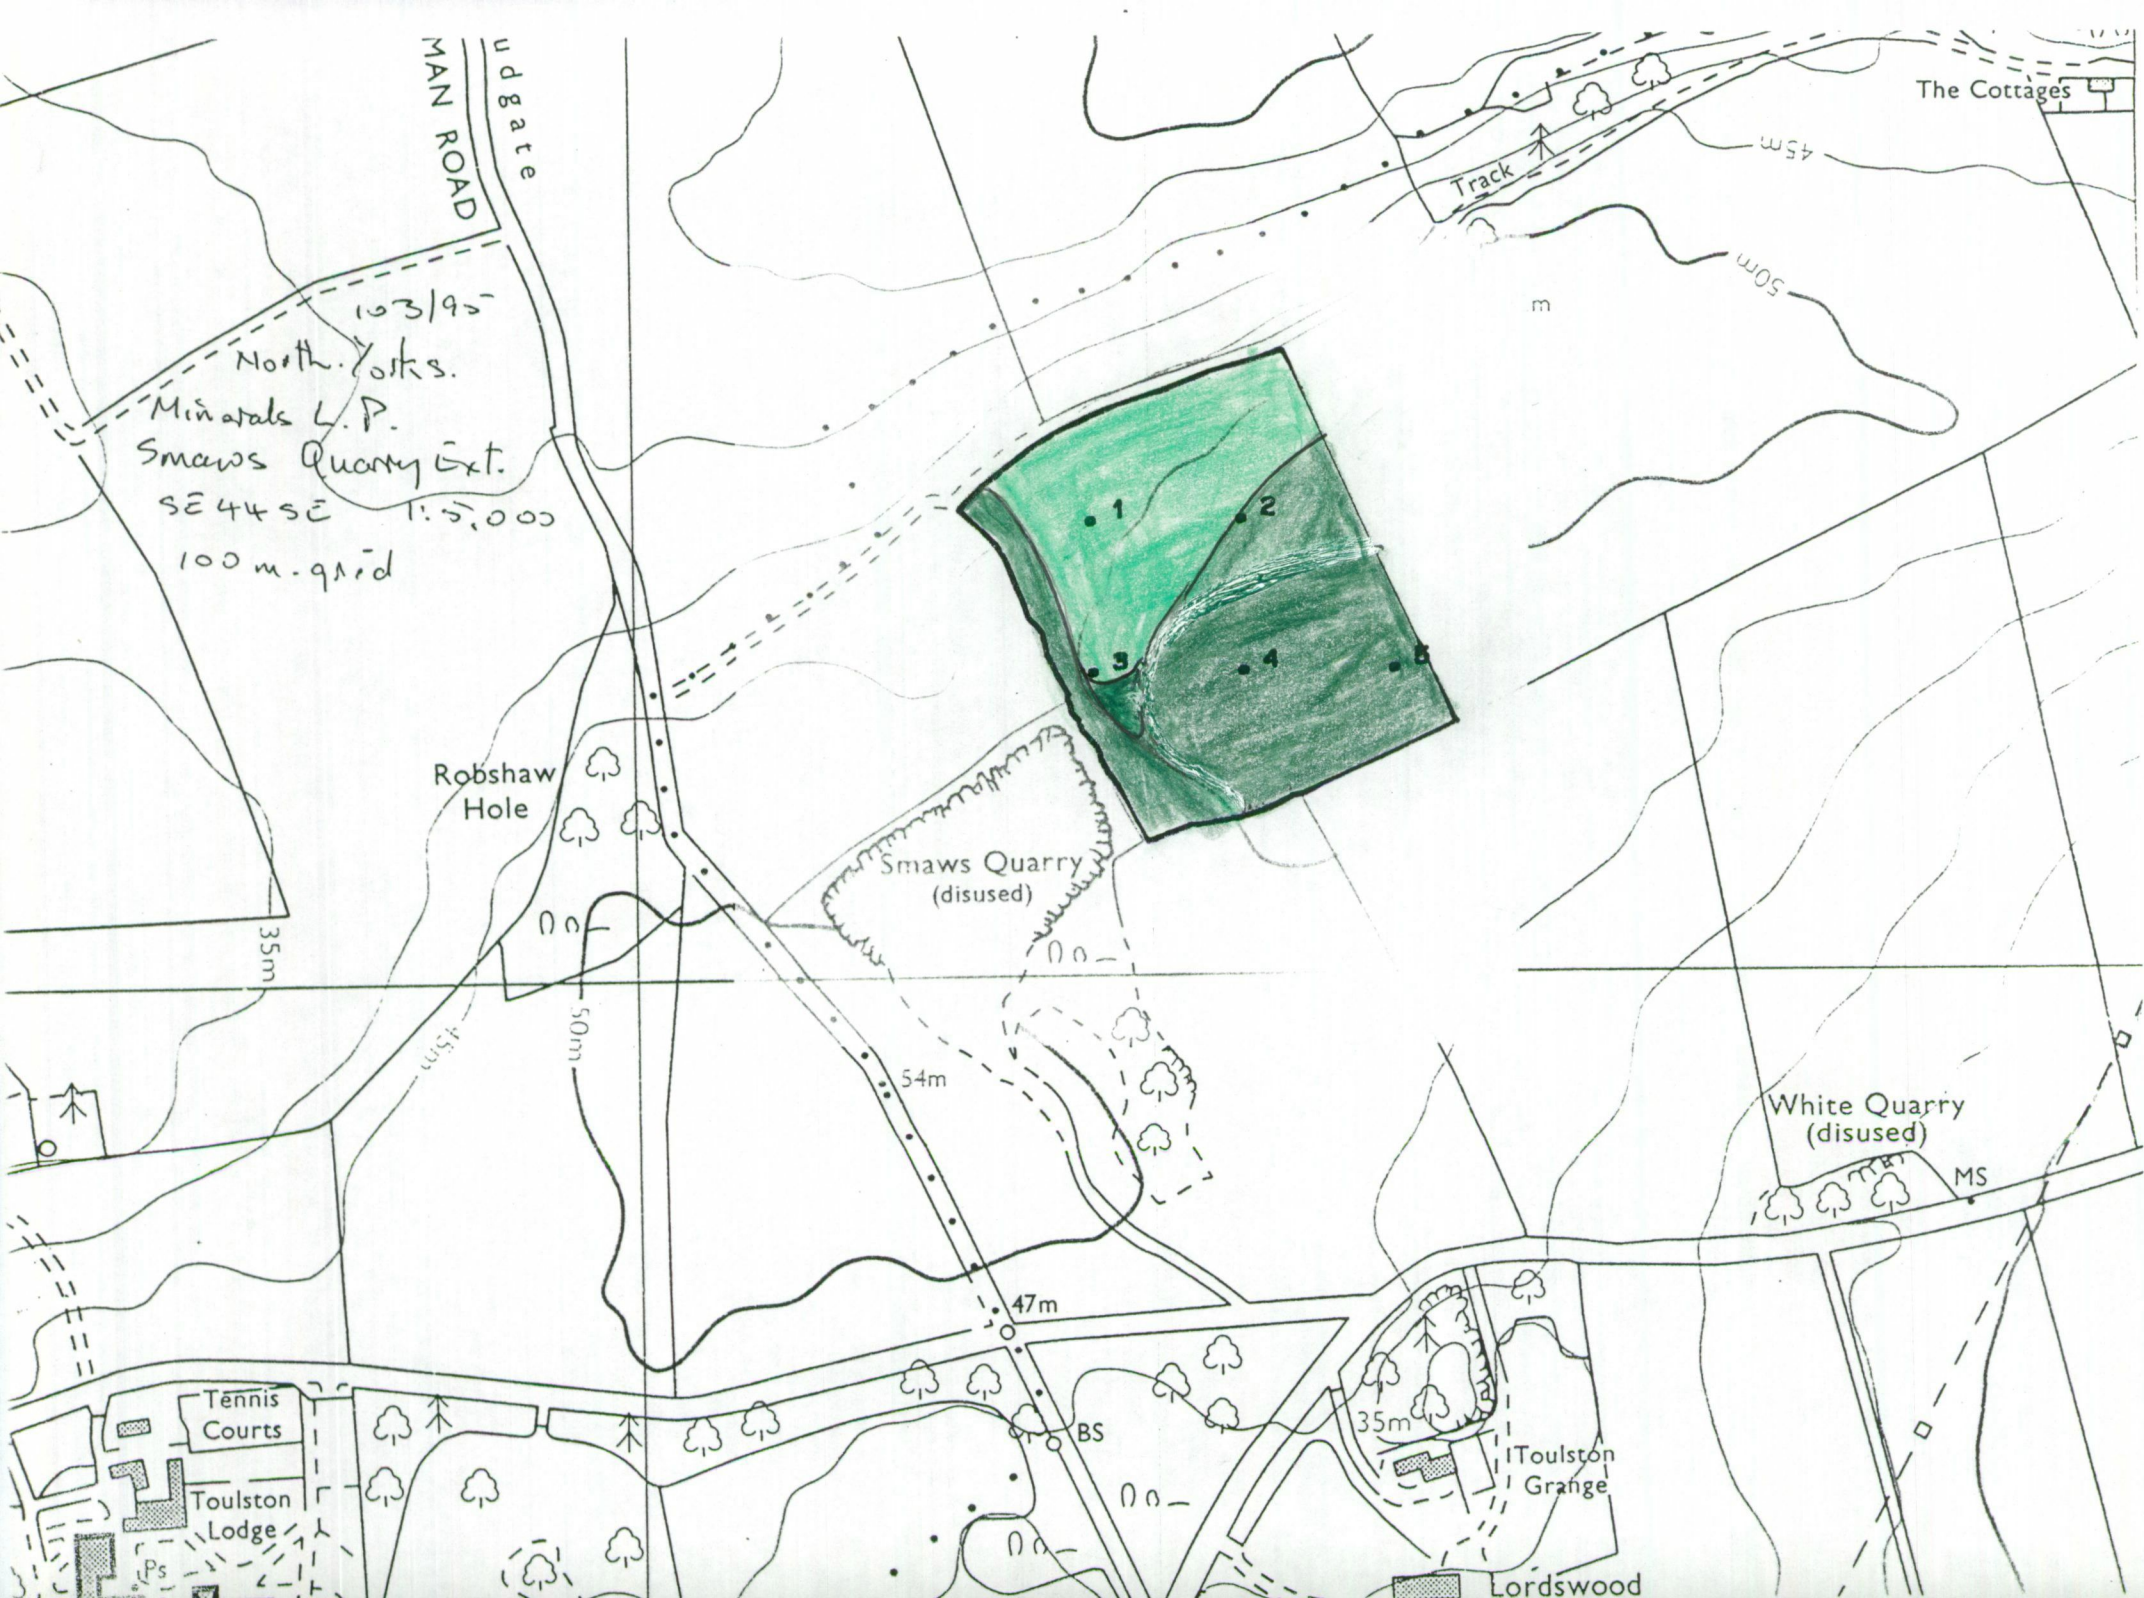 udgate
MAN ROAD
The Cottages
45m
Track
50m
m
103/95
North. Yorks.
Minerals L.P.
Smaws Quarry Ext.
SE 44 SE 1:5,000
100 m. grid
1
2
3
4
5
Robshaw
Hole
Smaws Quarry
(disused)
35m
45m
50m
54m
White Quarry
(disused)
MS
47m
Tennis
Courts
BS
35m
Toulston
Grange
Toulston
Lodge
Ps
Lordswood